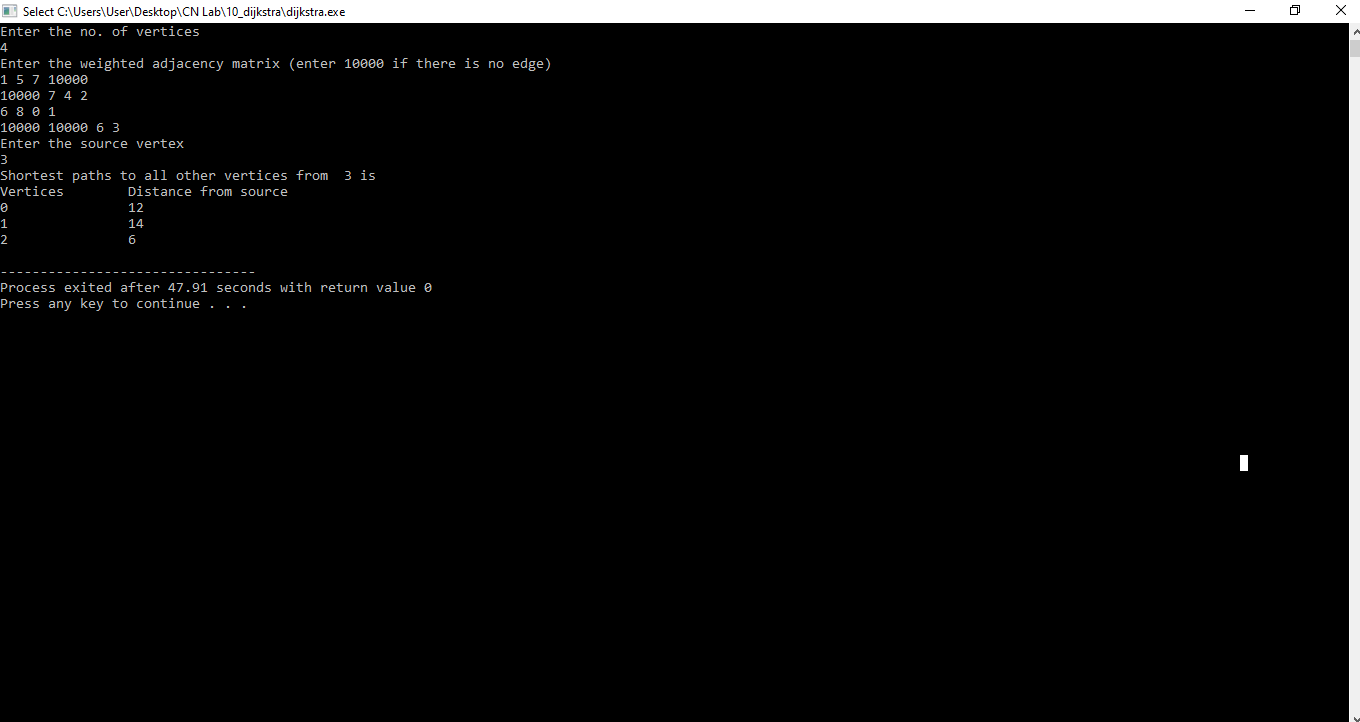 Select C:\Users\User\Desktop\CN Lab\10_dijkstra\dijkstra.exe
Enter the no. of vertices
4
Enter the weighted adjacency matrix (enter 10000 if there is no edge)
1 5 7 10000
10000 7 4 2
6 8 0 1
10000 10000 6 3
Enter the source vertex
3
Shortest paths to all other vertices from  3 is
Vertices        Distance from source
0               12
1               14
2               6
--------------------------------
Process exited after 47.91 seconds with return value 0
Press any key to continue . . .